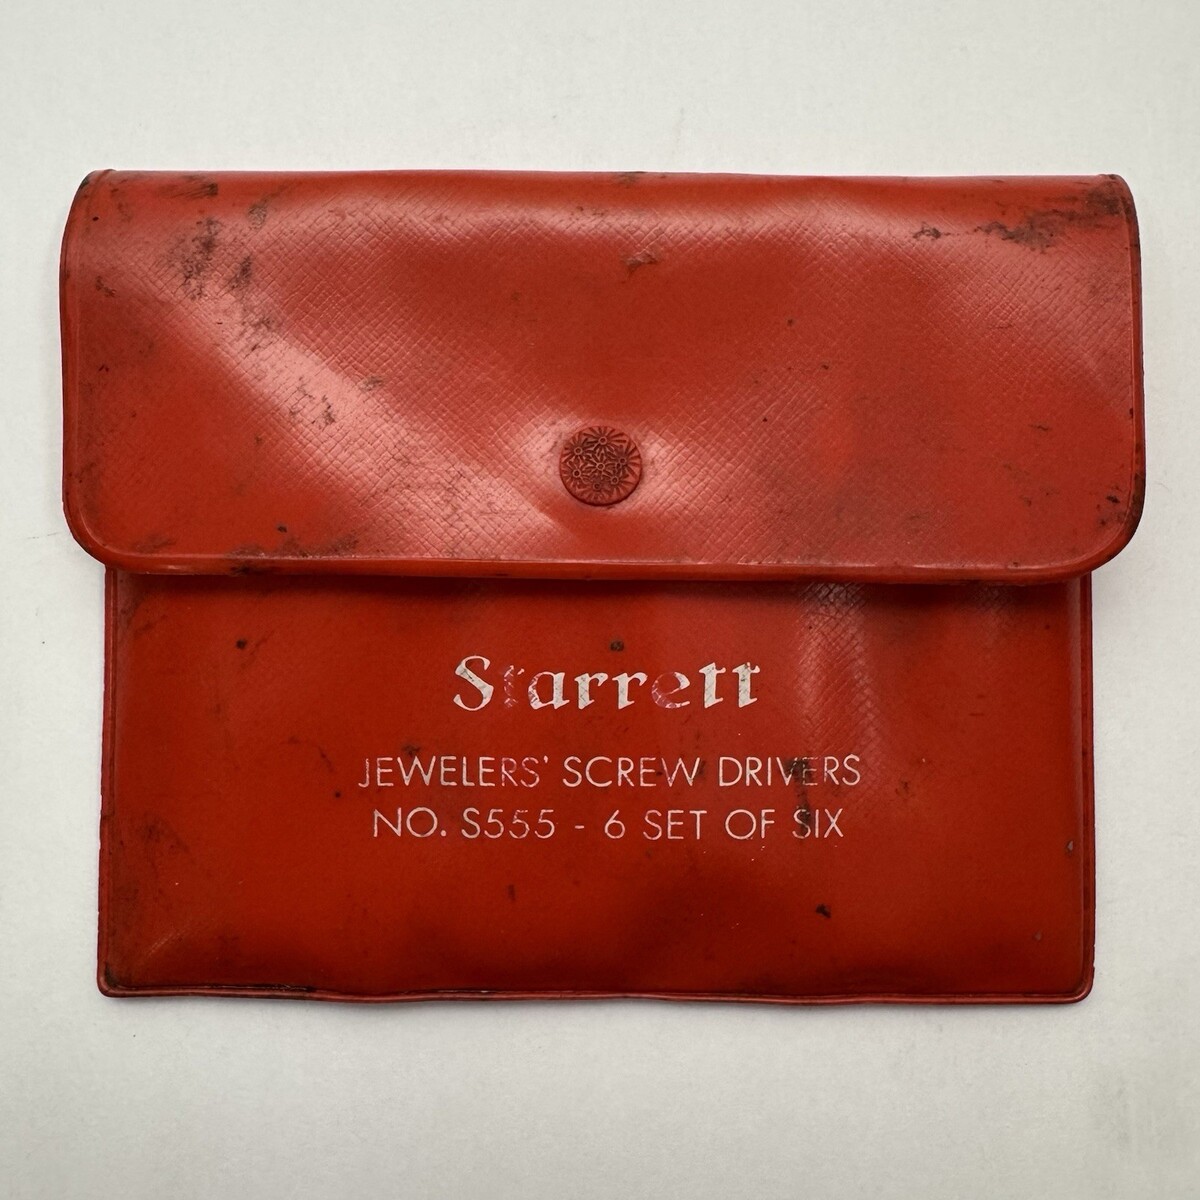 Starrett
JEWELERS' SCREW DRIVERS
NO. S555 - 6 SET OF SIX